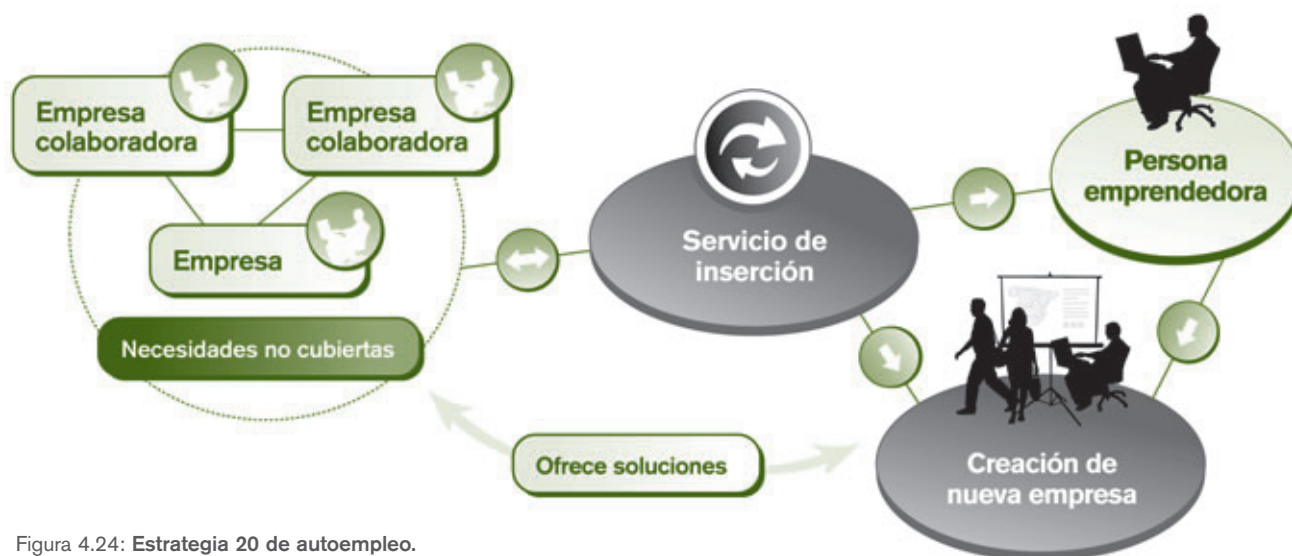 Empresa
colaboradora
Empresa
colaboradora
Empresa
Necesidades no cubiertas
Servicio de
inserción
Persona
emprendedora
Ofrece soluciones
Creación de
nueva empresa
Figura 4.24: Estrategia 20 de autoempleo.